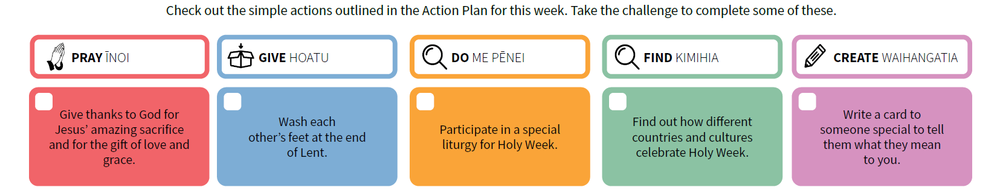 Check out the simple actions outlined in the Action Plan for this week. Take the challenge to complete some of these.
PRAY ĪNOI
Give thanks to God for
Jesus’ amazing sacrifice
and for the gift of love and
grace.
GIVE HOATU
Wash each
other’s feet at the end
of Lent.
DO ME PĒNEI
Participate in a special
liturgy for Holy Week.
FIND KIMIHIA
Find out how different
countries and cultures
celebrate Holy Week.
CREATE WAIHANGATIA
Write a card to
someone special to tell
them what they mean
to you.